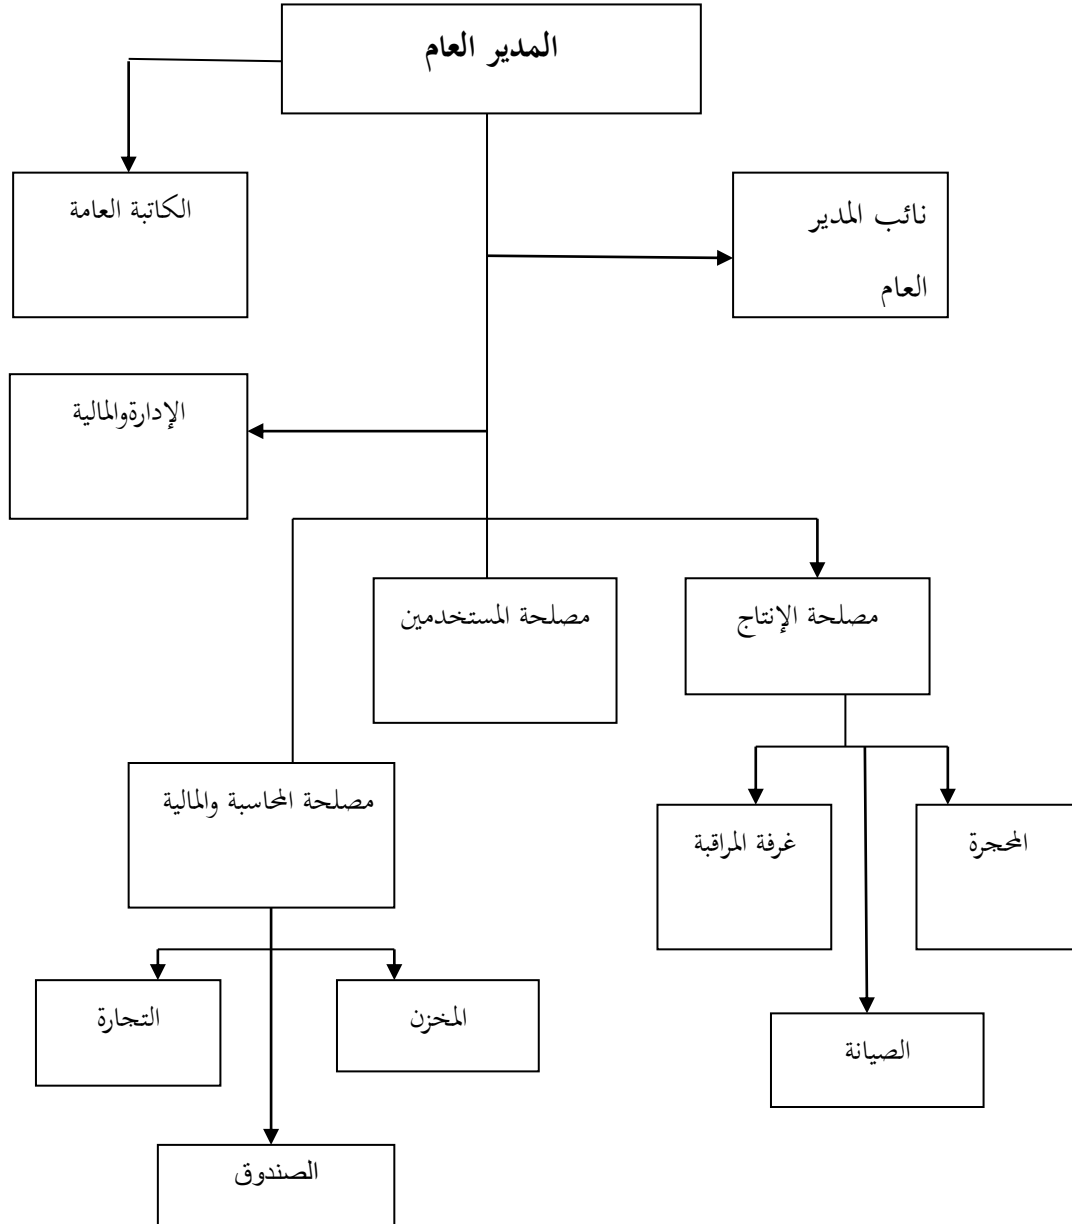 المدير العام
الكاتبة العامة
نائب المدير
العام
الإدارةوالمالية
مصلحة المستخدمين
مصلحة الإنتاج
مصلحة المحاسبة والمالية
غرفة المراقبة
المحجرة
التجارة
المخزن
الصيانة
الصندوق